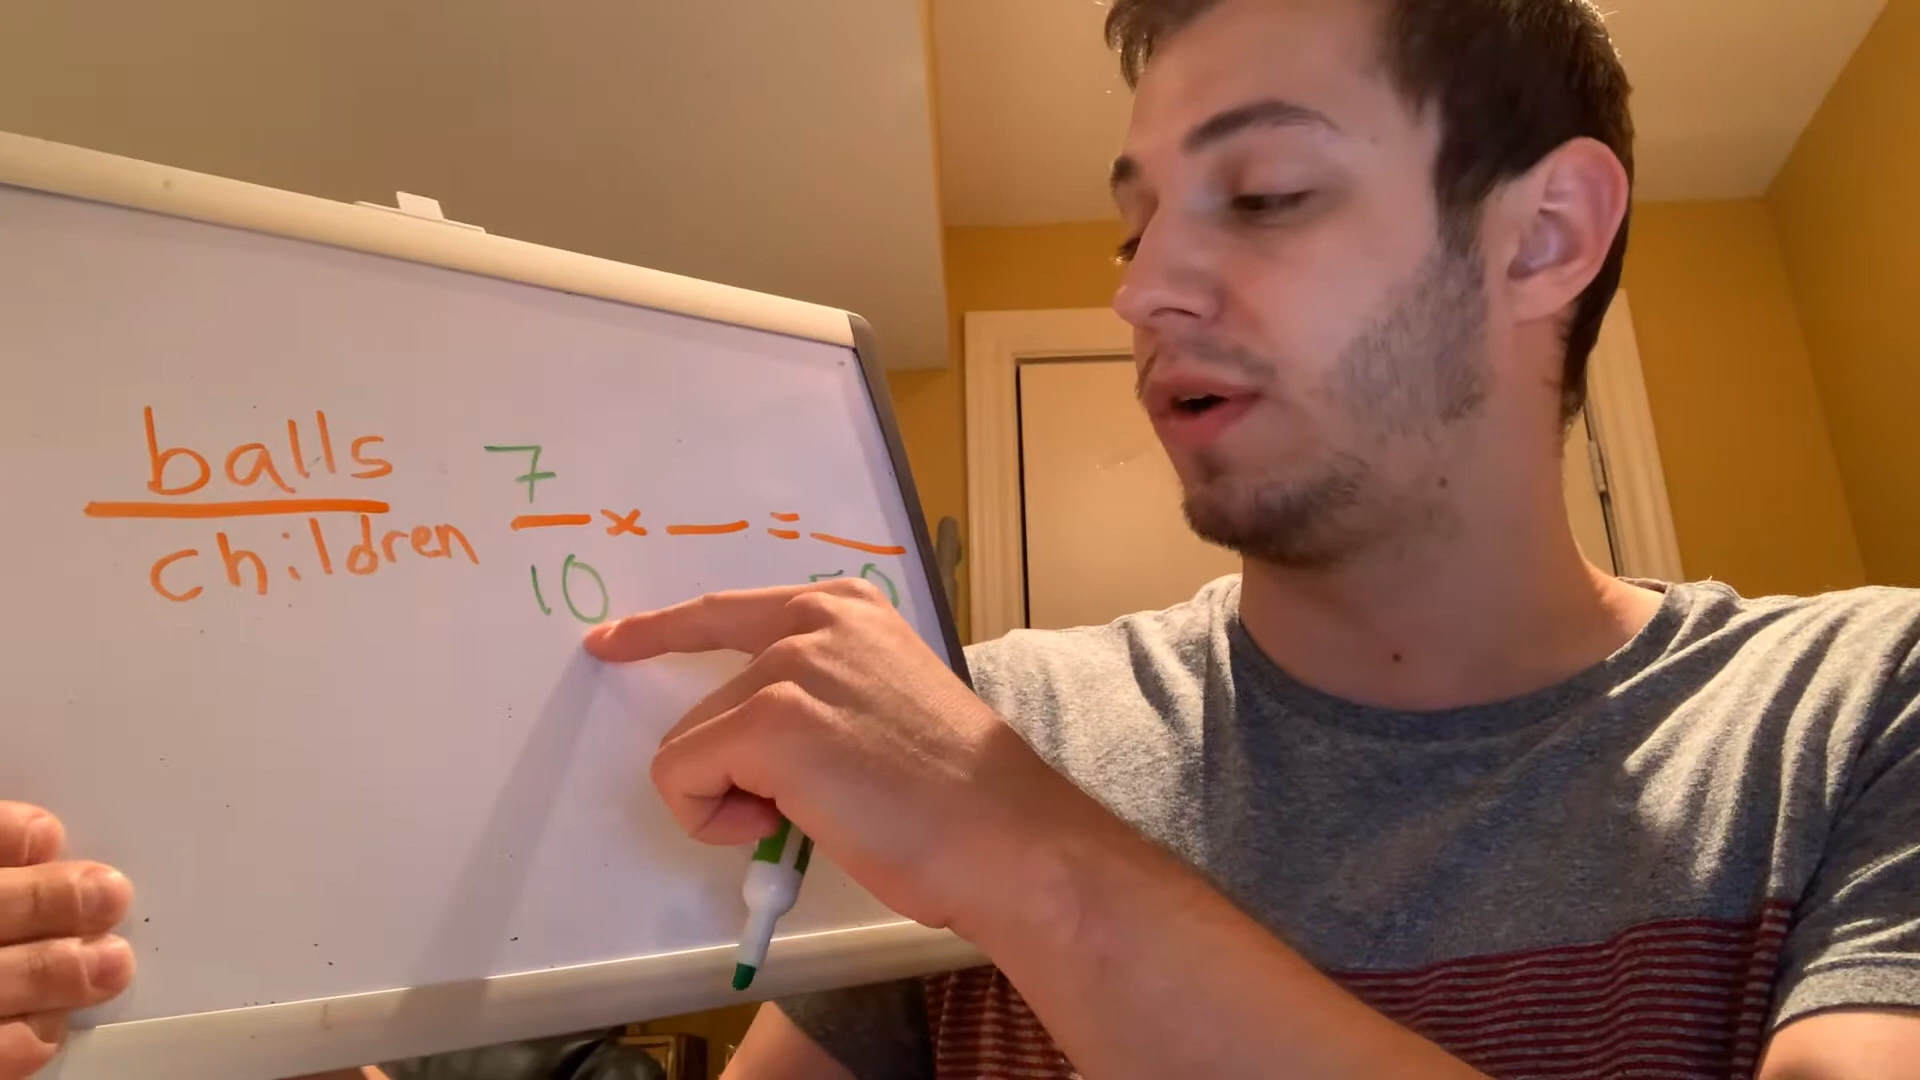 balls
children
7
× =
10